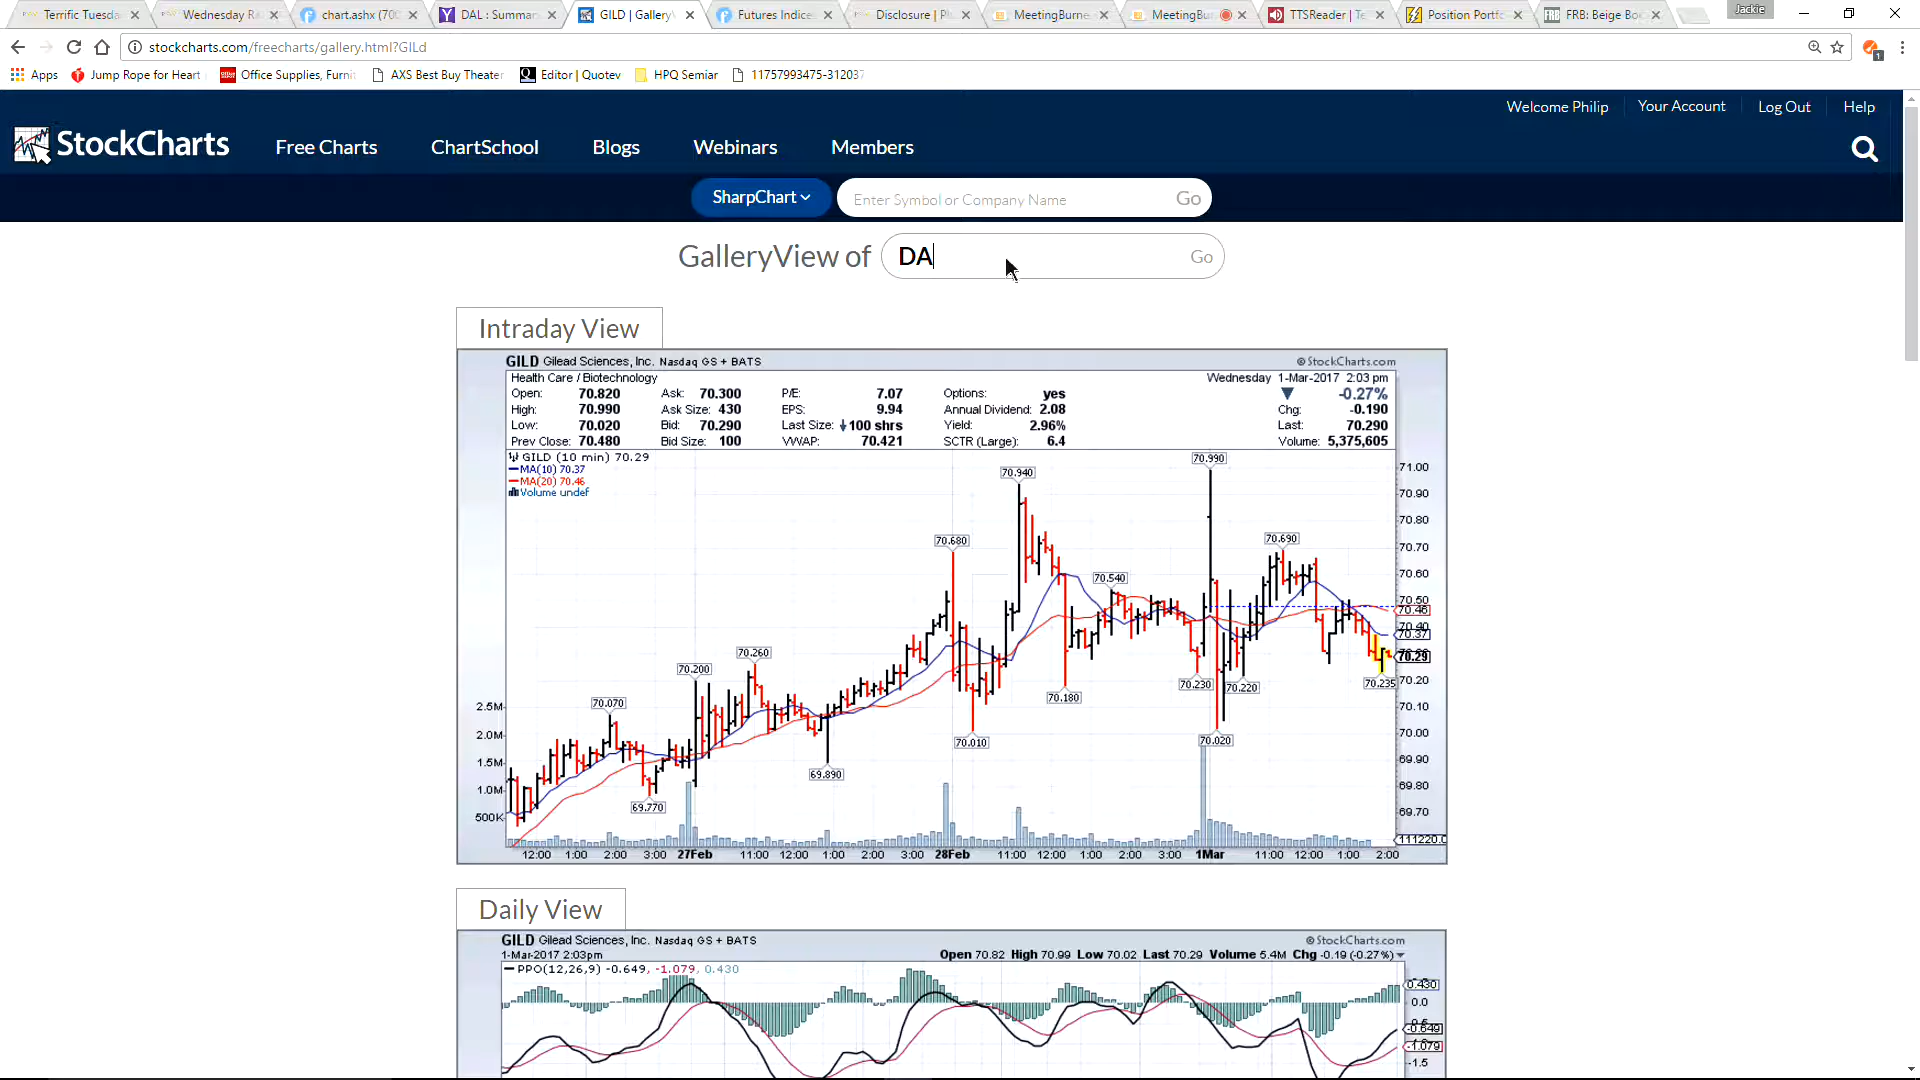 Terrific Tuesda
Wednesday R
chart.ashx (700
DAL : Summar
GILD | Gallery
Futures Indice
Disclosure | P
MeetingBurne
MeetingBur
TTSReader | Te
Position Portfo
FRB: Beige Boo
Jackie
stockcharts.com/freecharts/gallery.html?GILd
Apps
Jump Rope for Heart
Office Supplies, Furni
AXS Best Buy Theater
Editor | Quotev
HPQ Semiar
11757993475-312037
Welcome Philip
Your Account
Log Out
Help
StockCharts
Free Charts
ChartSchool
Blogs
Webinars
Members
SharpChart
Enter Symbol or Company Name
Go
GalleryView of DA Go
Intraday View
GILD Gilead Sciences, Inc. Nasdaq GS + BATS
© StockCharts.com
Health Care / Biotechnology
Wednesday 1-Mar-2017 2:03 pm
Open: 70.820 Ask: 70.300 P/E: 7.07 Options: yes -0.27%
High: 70.990 Ask Size: 430 EPS: 9.94 Annual Dividend: 2.08 Chg: -0.190
Low: 70.020 Bid: 70.290 Last Size: 100 shrs Yield: 2.96% Last: 70.290
Prev Close: 70.480 Bid Size: 100 VWAP: 70.421 SCTR (Large): 6.4 Volume: 5,375,605
GILD (10 min) 70.29
MA(10) 70.37
MA(20) 70.46
Volume undef
70.990
70.940
70.680
70.690
70.540
70.260
70.200
70.070
70.180
70.230
70.220
70.235
70.010
70.020
69.890
69.770
71.00
70.90
70.80
70.70
70.60
70.50
70.46
70.40
70.37
70.29
70.20
70.10
70.00
69.90
69.80
69.70
2.5M
2.0M
1.5M
1.0M
500K
111220.0
12:00 1:00 2:00 3:00 27Feb 11:00 12:00 1:00 2:00 3:00 28Feb 11:00 12:00 1:00 2:00 3:00 1Mar 11:00 12:00 1:00 2:00
Daily View
GILD Gilead Sciences, Inc. Nasdaq GS + BATS
© StockCharts.com
1-Mar-2017 2:03pm
Open 70.82 High 70.99 Low 70.02 Last 70.29 Volume 5.4M Chg -0.19 (-0.27%)
PPO(12,26,9) -0.649, -1.079, 0.430
0.430
0.0
-0.649
-1.079
-1.5